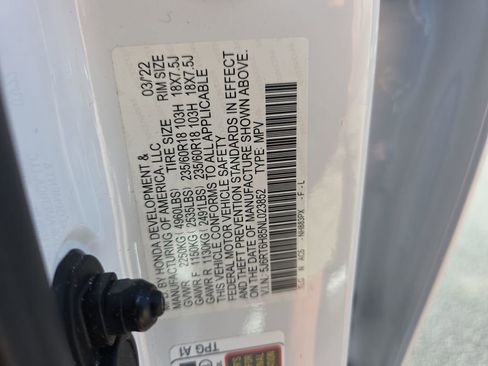 BY HONDA DEVELOPMENT & 03/'22
OF AMERICA, LLC TIRE SIZE RIM SIZE
GVWR 2250KG (4960LBS)
GAWR F 1150KG (2535LBS) 235/60R18 103H 18X7.5J
GAWR R 1130KG (2491LBS) 235/60R18 103H 18X7.5J
THIS VEHICLE CONFORMS TO ALL APPLICABLE
FEDERAL MOTOR VEHICLE SAFETY
AND THEFT PREVENTION STANDARDS IN EFFECT
ON THE DATE OF MANUFACTURE SHOWN ABOVE.
V.I.N.: 5J6RT6H85NL023852 TYPE: MPV
N AC5 NH883PX - F - L
TPG A1